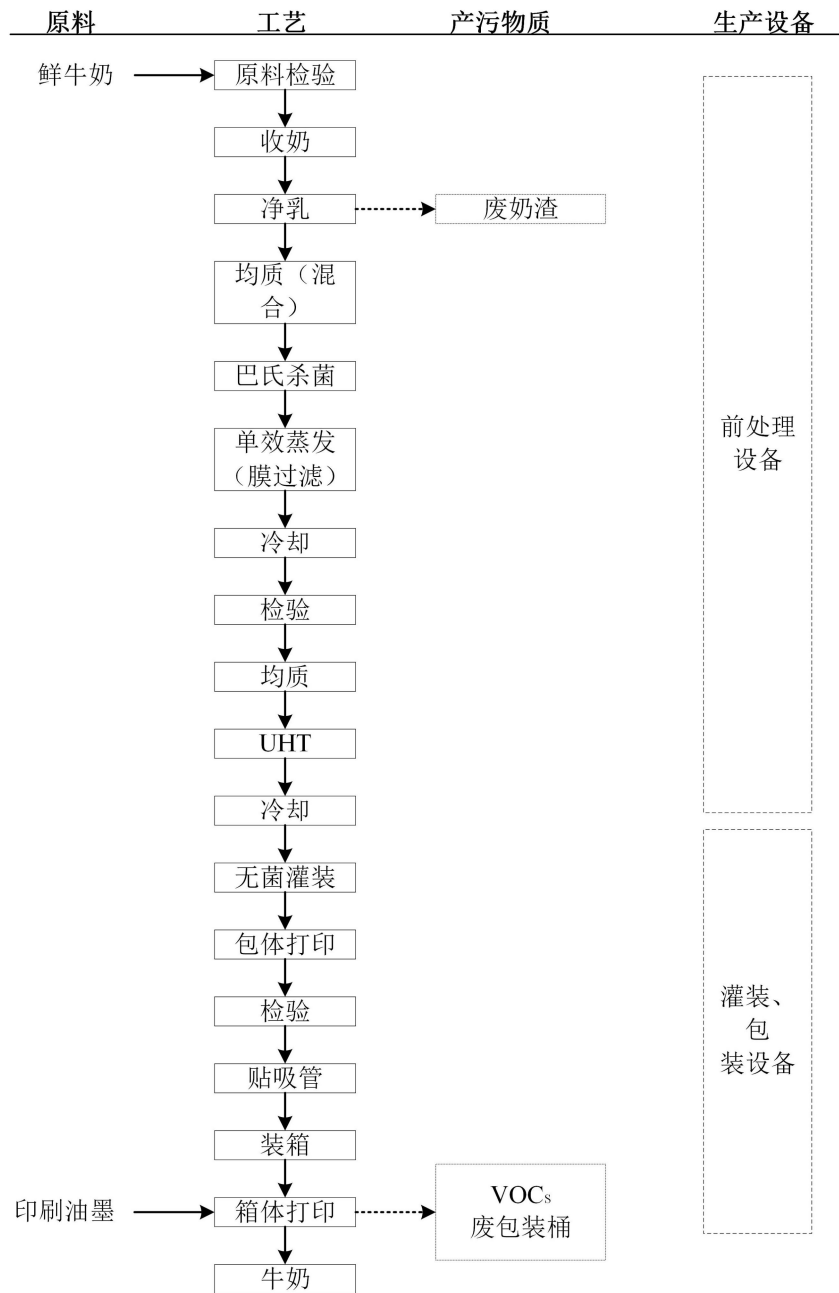 原料 工艺 产污物质 生产设备
鲜牛奶 原料检验
收奶
净乳 废奶渣
均质（混
合）
巴氏杀菌
单效蒸发
（膜过滤）
前处理
设备
冷却
检验
均质
UHT
冷却
无菌灌装
包体打印
检验
灌装、
包
装设备
贴吸管
装箱
印刷油墨 箱体打印 VOCs
废包装桶
牛奶